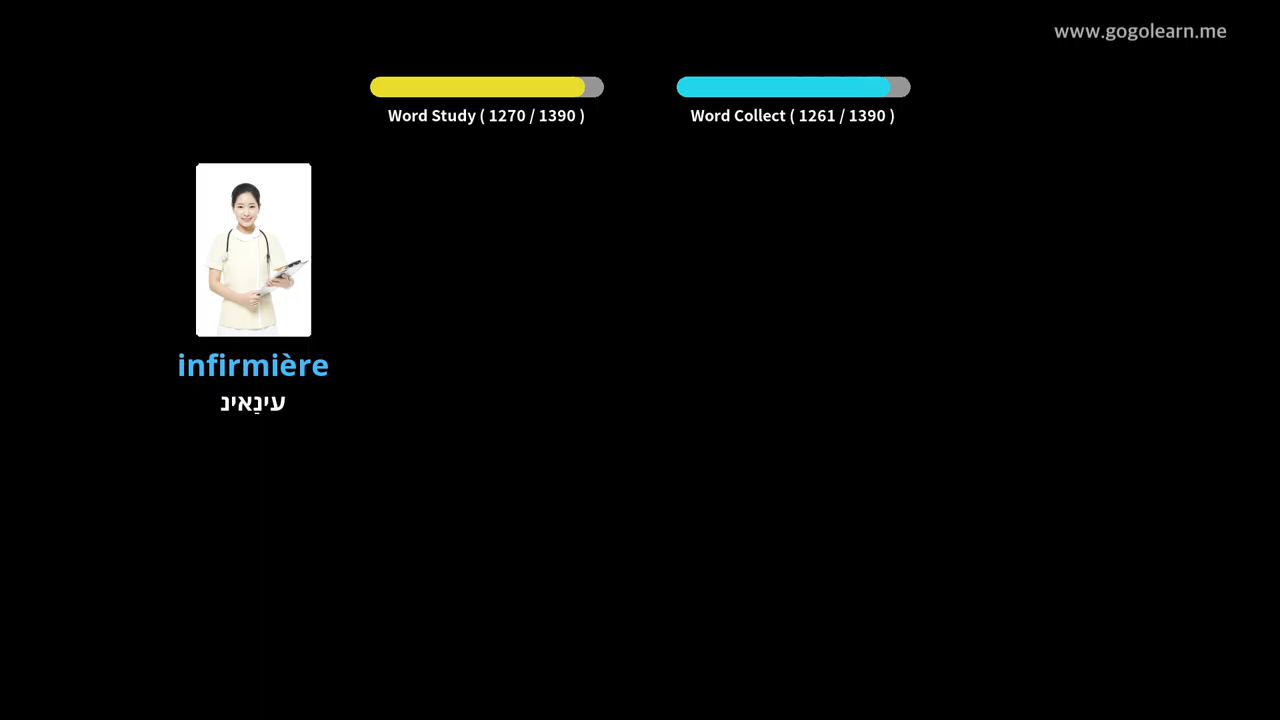 www.gogolearn.me
Word Study ( 1270 / 1390 )
Word Collect ( 1261 / 1390 )
infirmière
עינַאינ